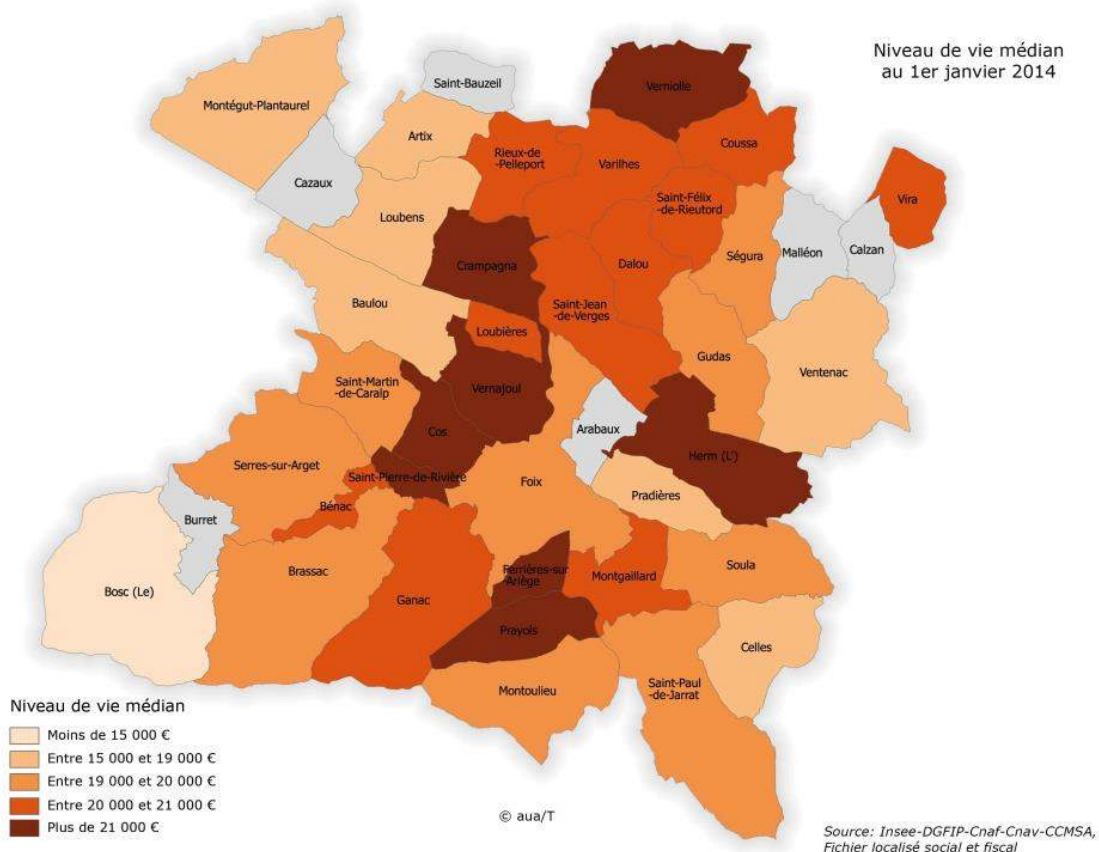 Niveau de vie médian
au 1er janvier 2014
Verniolle
Saint-Bauzeil
Montégut-Plantaurel
Artix
Coussa
Rieux-de
-Pelleport
Varilhes
Cazaux
Saint-Félix
-de-Rieutord
Vira
Loubens
Ségura
Malléon
Calzan
Crampagna
Dalou
Baulou
Saint-Jean
-de-Verges
Loubières
Gudas
Ventenac
Saint-Martin
-de-Caralp
Vernajoul
Cos
Arabaux
Herm (L')
Serres-sur-Arget
Saint-Pierre-de-Rivière
Foix
Pradières
Bénac
Burret
Brassac
Ferrières-sur
-Ariège
Montgaillard
Soula
Bosc (Le)
Ganac
Prayols
Celles
Montoulieu
Saint-Paul
-de-Jarrat
Niveau de vie médian
Moins de 15 000 €
Entre 15 000 et 19 000 €
Entre 19 000 et 20 000 €
Entre 20 000 et 21 000 €
Plus de 21 000 €
© aua/T
Source: Insee-DGFIP-Cnaf-Cnav-CCMSA,
Fichier localisé social et fiscal